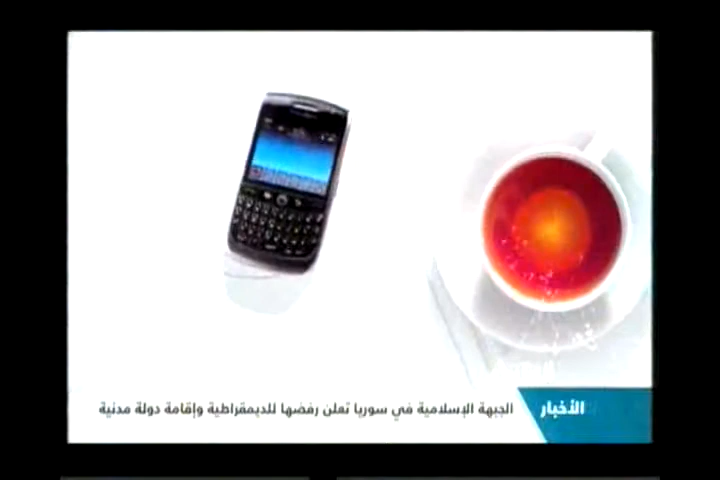 الأخبار
الجبهة الإسلامية في سوريا تعلن رفضها للديمقراطية وإقامة دولة مدنية